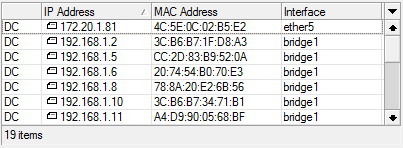 IP Address MAC Address Interface
DC 172.20.1.81 4C:5E:0C:02:B5:E2 ether5
DC 192.168.1.2 3C:B6:B7:1F:D8:A3 bridge1
DC 192.168.1.5 CC:2D:83:B9:52:0A bridge1
DC 192.168.1.6 20:74:54:B0:70:E3 bridge1
DC 192.168.1.8 78:8A:20:E2:6B:56 bridge1
DC 192.168.1.10 3C:B6:B7:34:71:B1 bridge1
DC 192.168.1.11 A4:D9:90:05:68:BF bridge1
19 items